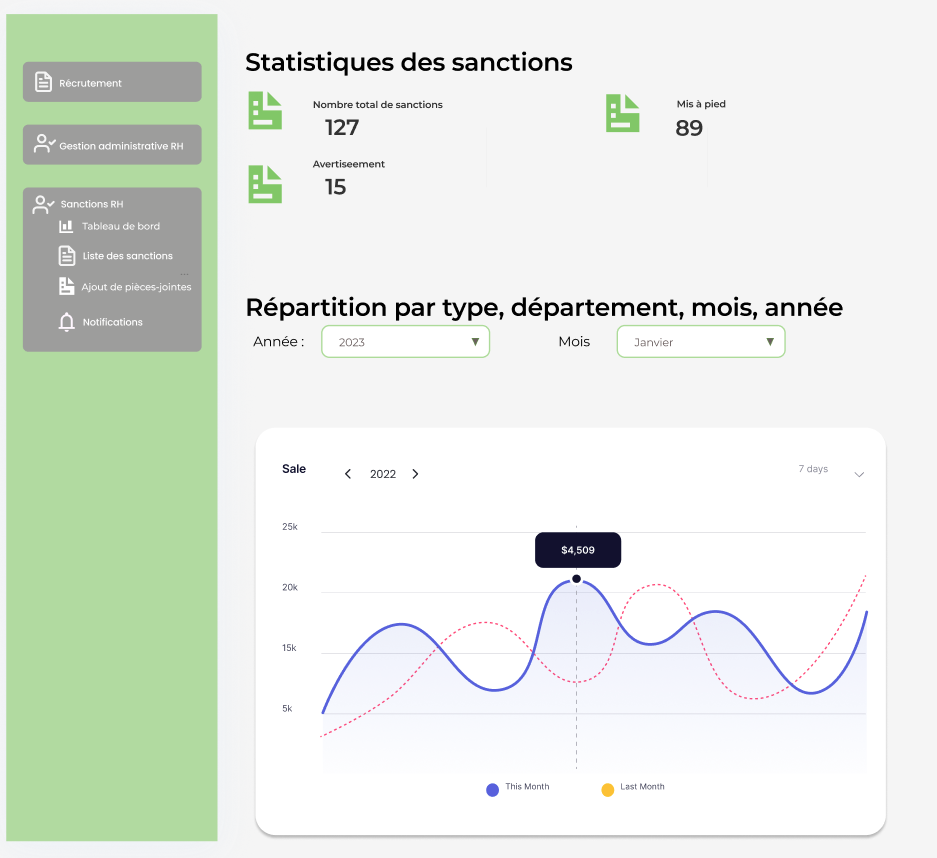 Récrutement
Gestion administrative RH
Sanctions RH
Tableau de bord
Liste des sanctions
...
Ajout de pièces-jointes
Notifications
Statistiques des sanctions
Nombre total de sanctions
127
Mis à pied
89
Avertiseement
15
Répartition par type, département, mois, année
Année : 2023 ▼ Mois Janvier ▼
Sale < 2022 > 7 days
25k
$4,509
20k
15k
5k
This Month Last Month